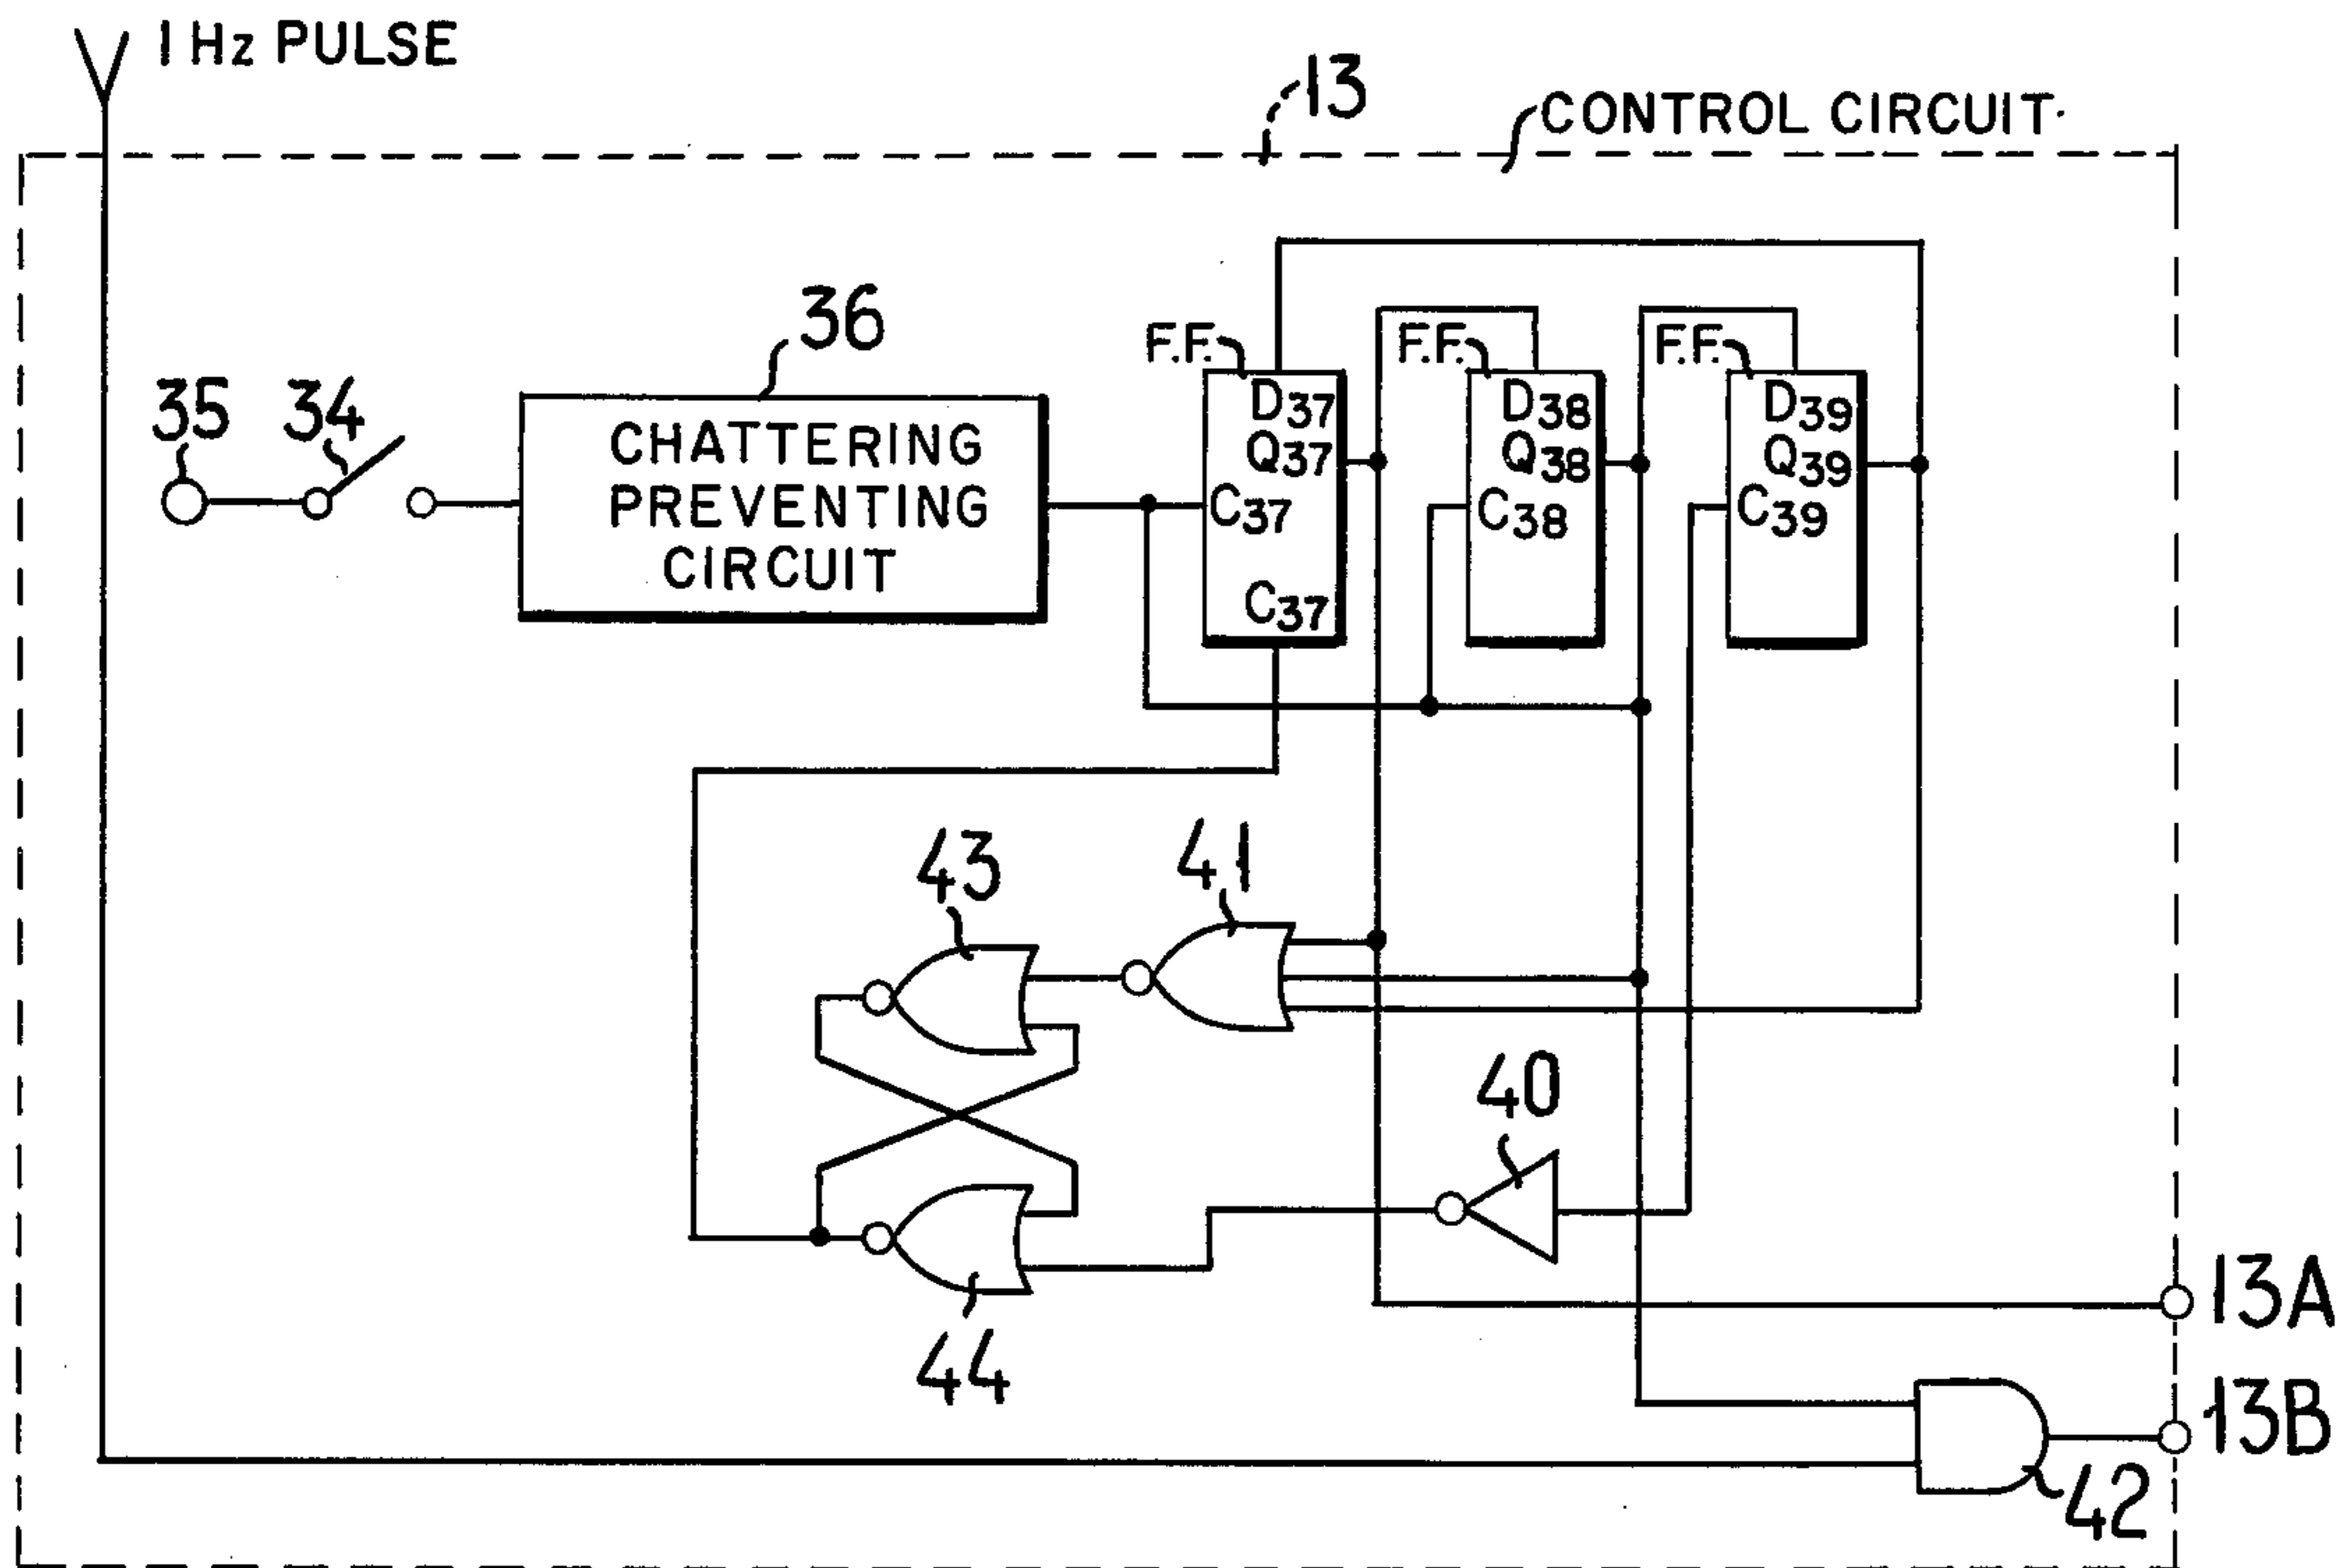 1 Hz PULSE
13
CONTROL CIRCUIT
36
35
34
CHATTERING
PREVENTING
CIRCUIT
F.F.
D37
Q37
C37
C37
F.F.
D38
Q38
C38
F.F.
D39
Q39
C39
43
41
40
44
13A
13B
42